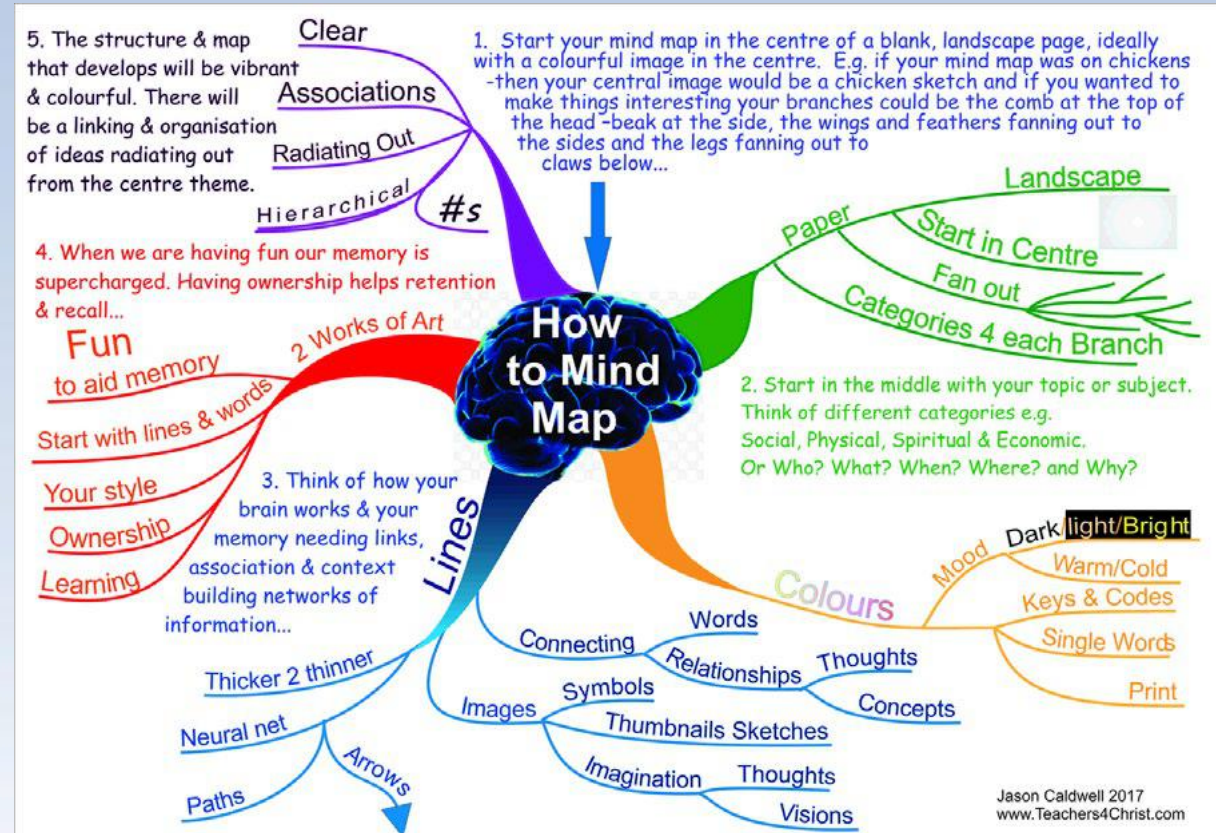 5. The structure & map
that develops will be vibrant
& colourful. There will
be a linking & organisation
of ideas radiating out
from the centre theme.
Clear
Associations
Radiating Out
Hierarchical
#s
1. Start your mind map in the centre of a blank, landscape page, ideally
with a colourful image in the centre. E.g. if your mind map was on chickens
-then your central image would be a chicken sketch and if you wanted to
make things interesting your branches could be the comb at the top of
the head -beak at the side, the wings and feathers fanning out to
the sides and the legs fanning out to
claws below...
How
to Mind
Map
Paper
Landscape
Start in Centre
Fan out
Categories 4 each Branch
2. Start in the middle with your topic or subject.
Think of different categories e.g.
Social, Physical, Spiritual & Economic.
Or Who? What? When? Where? and Why?
4. When we are having fun our memory is
supercharged. Having ownership helps retention
& recall...
2 Works of Art
Fun
to aid memory
Start with lines & words
Your style
Ownership
Learning
3. Think of how your
brain works & your
memory needing links,
association & context
building networks of
information...
Lines
Thicker 2 thinner
Neural net
Paths
Arrows
Connecting
Words
Relationships
Thoughts
Concepts
Images
Symbols
Thumbnails Sketches
Imagination
Thoughts
Visions
Colours
Mood
Dark/light/Bright
Warm/Cold
Keys & Codes
Single Words
Print
Jason Caldwell 2017
www.Teachers4Christ.com